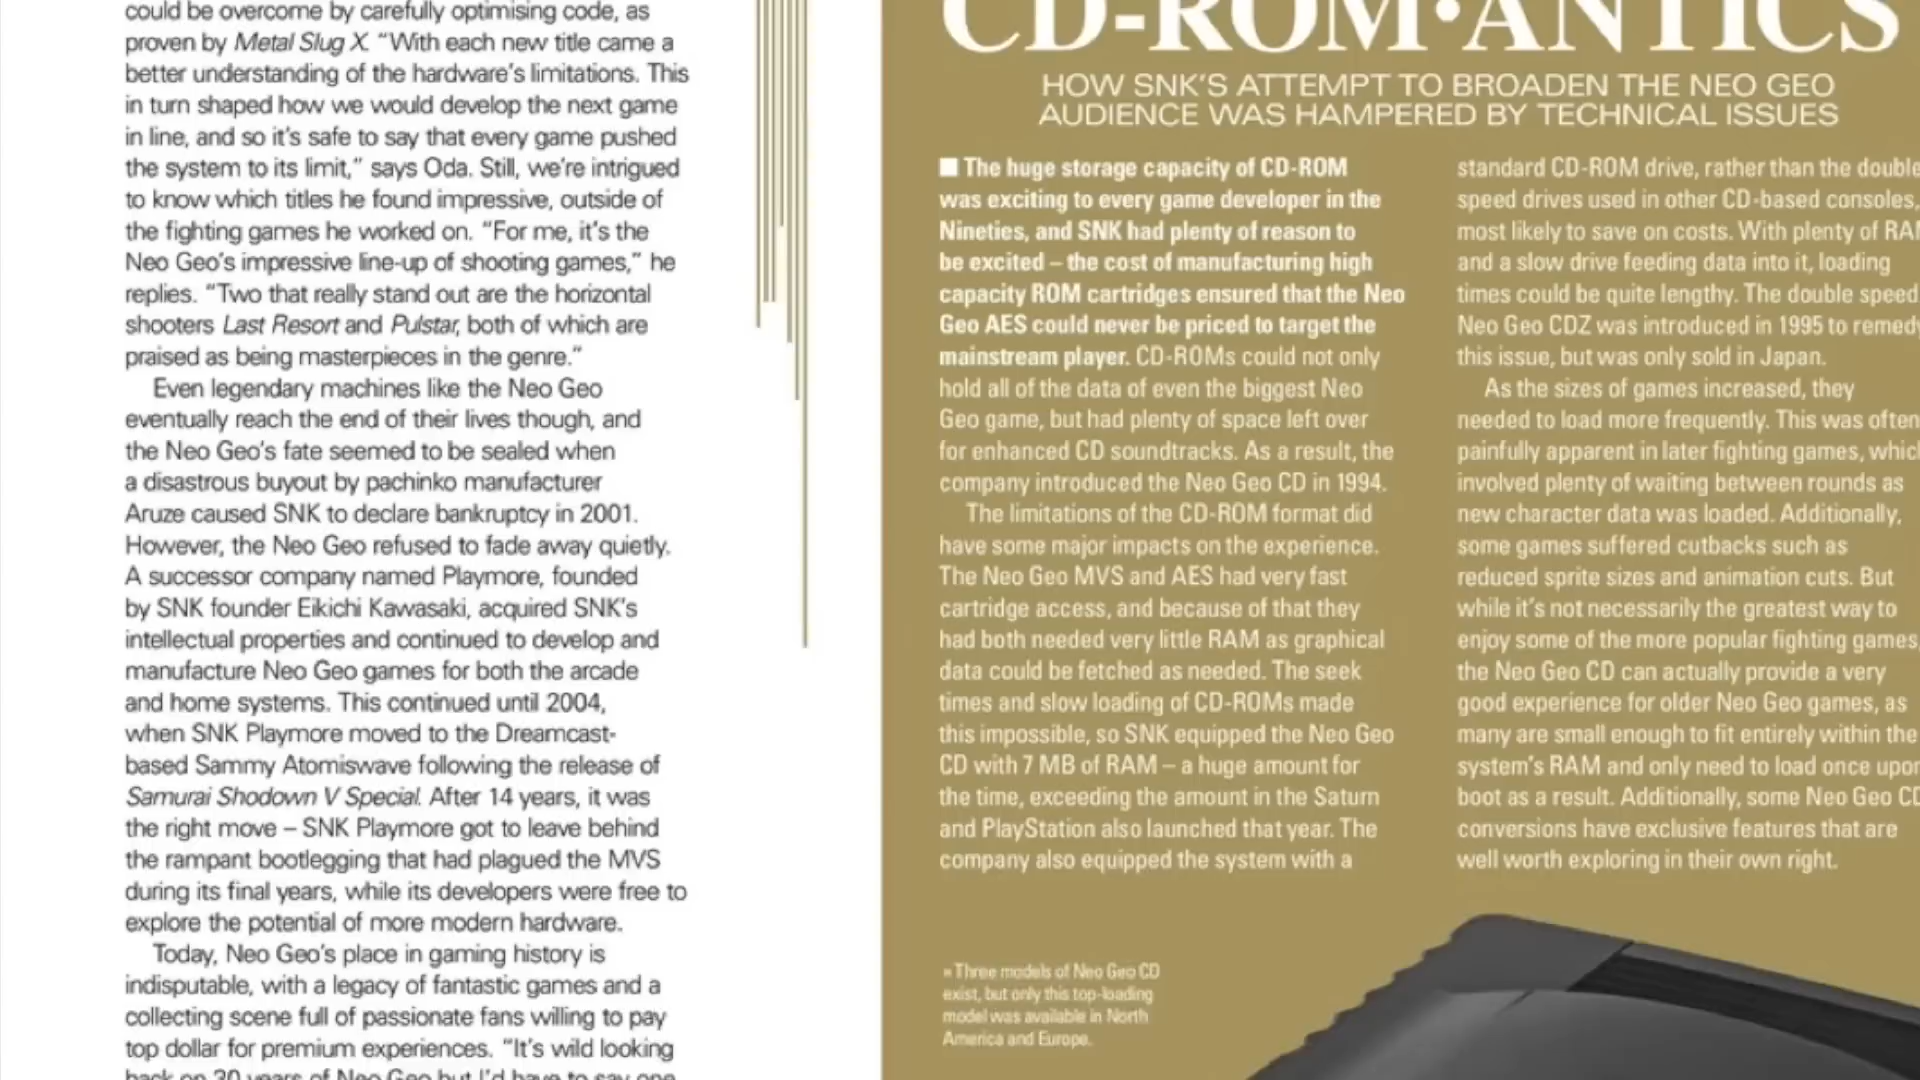 could be overcome by carefully optimising code, as
proven by Metal Slug X. “With each new title came a
better understanding of the hardware’s limitations. This
in turn shaped how we would develop the next game
in line, and so it’s safe to say that every game pushed
the system to its limit,” says Oda. Still, we’re intrigued
to know which titles he found impressive, outside of
the fighting games he worked on. “For me, it’s the
Neo Geo’s impressive line-up of shooting games,” he
replies. “Two that really stand out are the horizontal
shooters Last Resort and Pulstar, both of which are
praised as being masterpieces in the genre.”
Even legendary machines like the Neo Geo
eventually reach the end of their lives though, and
the Neo Geo’s fate seemed to be sealed when
a disastrous buyout by pachinko manufacturer
Aruze caused SNK to declare bankruptcy in 2001.
However, the Neo Geo refused to fade away quietly.
A successor company named Playmore, founded
by SNK founder Eikichi Kawasaki, acquired SNK’s
intellectual properties and continued to develop and
manufacture Neo Geo games for both the arcade
and home systems. This continued until 2004,
when SNK Playmore moved to the Dreamcast-
based Sammy Atomiswave following the release of
Samurai Shodown V Special. After 14 years, it was
the right move – SNK Playmore got to leave behind
the rampant bootlegging that had plagued the MVS
during its final years, while its developers were free to
explore the potential of more modern hardware.
Today, Neo Geo’s place in gaming history is
indisputable, with a legacy of fantastic games and a
collecting scene full of passionate fans willing to pay
top dollar for premium experiences. “It’s wild looking
back on 30 years of Neo Geo but I’d have to say one
CD-ROM•ANTICS
HOW SNK’S ATTEMPT TO BROADEN THE NEO GEO
AUDIENCE WAS HAMPERED BY TECHNICAL ISSUES
■ The huge storage capacity of CD-ROM
was exciting to every game developer in the
Nineties, and SNK had plenty of reason to
be excited – the cost of manufacturing high
capacity ROM cartridges ensured that the Neo
Geo AES could never be priced to target the
mainstream player. CD-ROMs could not only
hold all of the data of even the biggest Neo
Geo game, but had plenty of space left over
for enhanced CD soundtracks. As a result, the
company introduced the Neo Geo CD in 1994.
The limitations of the CD-ROM format did
have some major impacts on the experience.
The Neo Geo MVS and AES had very fast
cartridge access, and because of that they
had both needed very little RAM as graphical
data could be fetched as needed. The seek
times and slow loading of CD-ROMs made
this impossible, so SNK equipped the Neo Geo
CD with 7 MB of RAM – a huge amount for
the time, exceeding the amount in the Saturn
and PlayStation also launched that year. The
company also equipped the system with a
standard CD-ROM drive, rather than the double
speed drives used in other CD-based consoles,
most likely to save on costs. With plenty of RAM
and a slow drive feeding data into it, loading
times could be quite lengthy. The double speed
Neo Geo CDZ was introduced in 1995 to remedy
this issue, but was only sold in Japan.
As the sizes of games increased, they
needed to load more frequently. This was often
painfully apparent in later fighting games, which
involved plenty of waiting between rounds as
new character data was loaded. Additionally,
some games suffered cutbacks such as
reduced sprite sizes and animation cuts. But
while it’s not necessarily the greatest way to
enjoy some of the more popular fighting games,
the Neo Geo CD can actually provide a very
good experience for older Neo Geo games, as
many are small enough to fit entirely within the
system’s RAM and only need to load once upon
boot as a result. Additionally, some Neo Geo CD
conversions have exclusive features that are
well worth exploring in their own right.
» Three models of Neo Geo CD
exist, but only this top-loading
model was available in North
America and Europe.